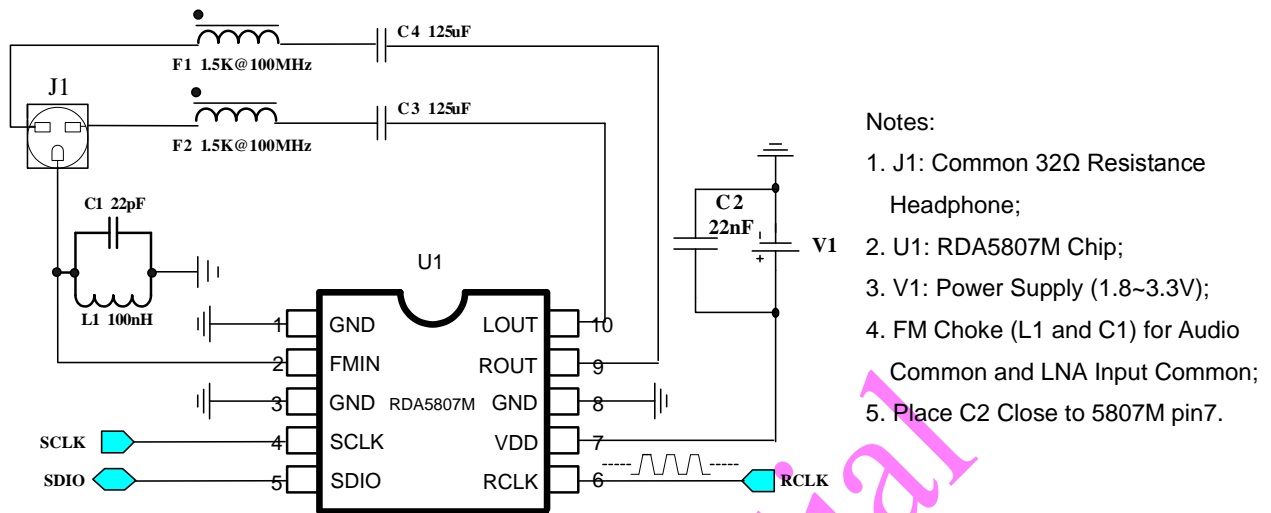 C4 125uF
F1 1.5K@100MHz
J1
C3 125uF
F2 1.5K@100MHz
C1 22pF
L1 100nH
C2
22nF
-
+
V1
U1
1 GND LOUT 10
2 FMIN ROUT 9
3 GND RDA5807M GND 8
SCLK 4 SCLK VDD 7
SDIO 5 SDIO RCLK 6 RCLK
Notes:
1. J1: Common 32Ω Resistance
Headphone;
2. U1: RDA5807M Chip;
3. V1: Power Supply (1.8~3.3V);
4. FM Choke (L1 and C1) for Audio
Common and LNA Input Common;
5. Place C2 Close to 5807M pin7.